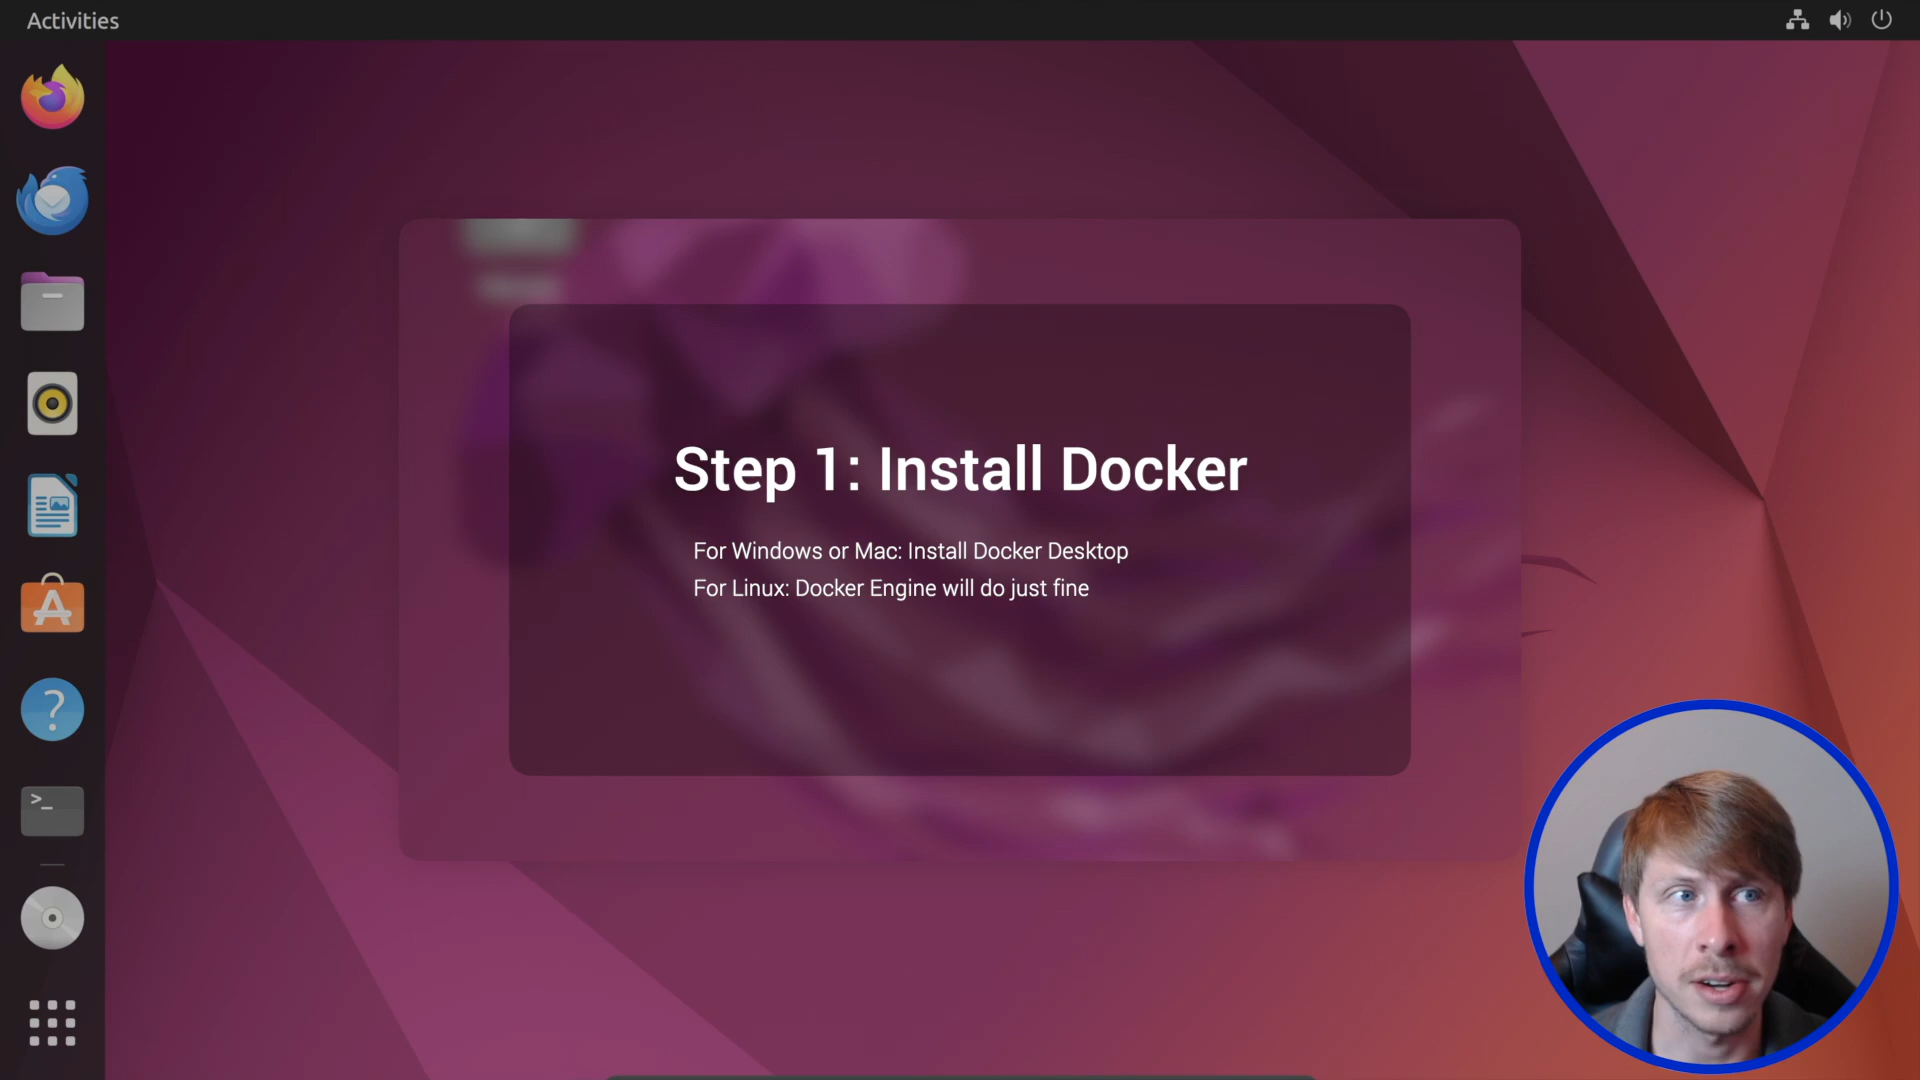 Activities
Step 1: Install Docker
For Windows or Mac: Install Docker Desktop
For Linux: Docker Engine will do just fine